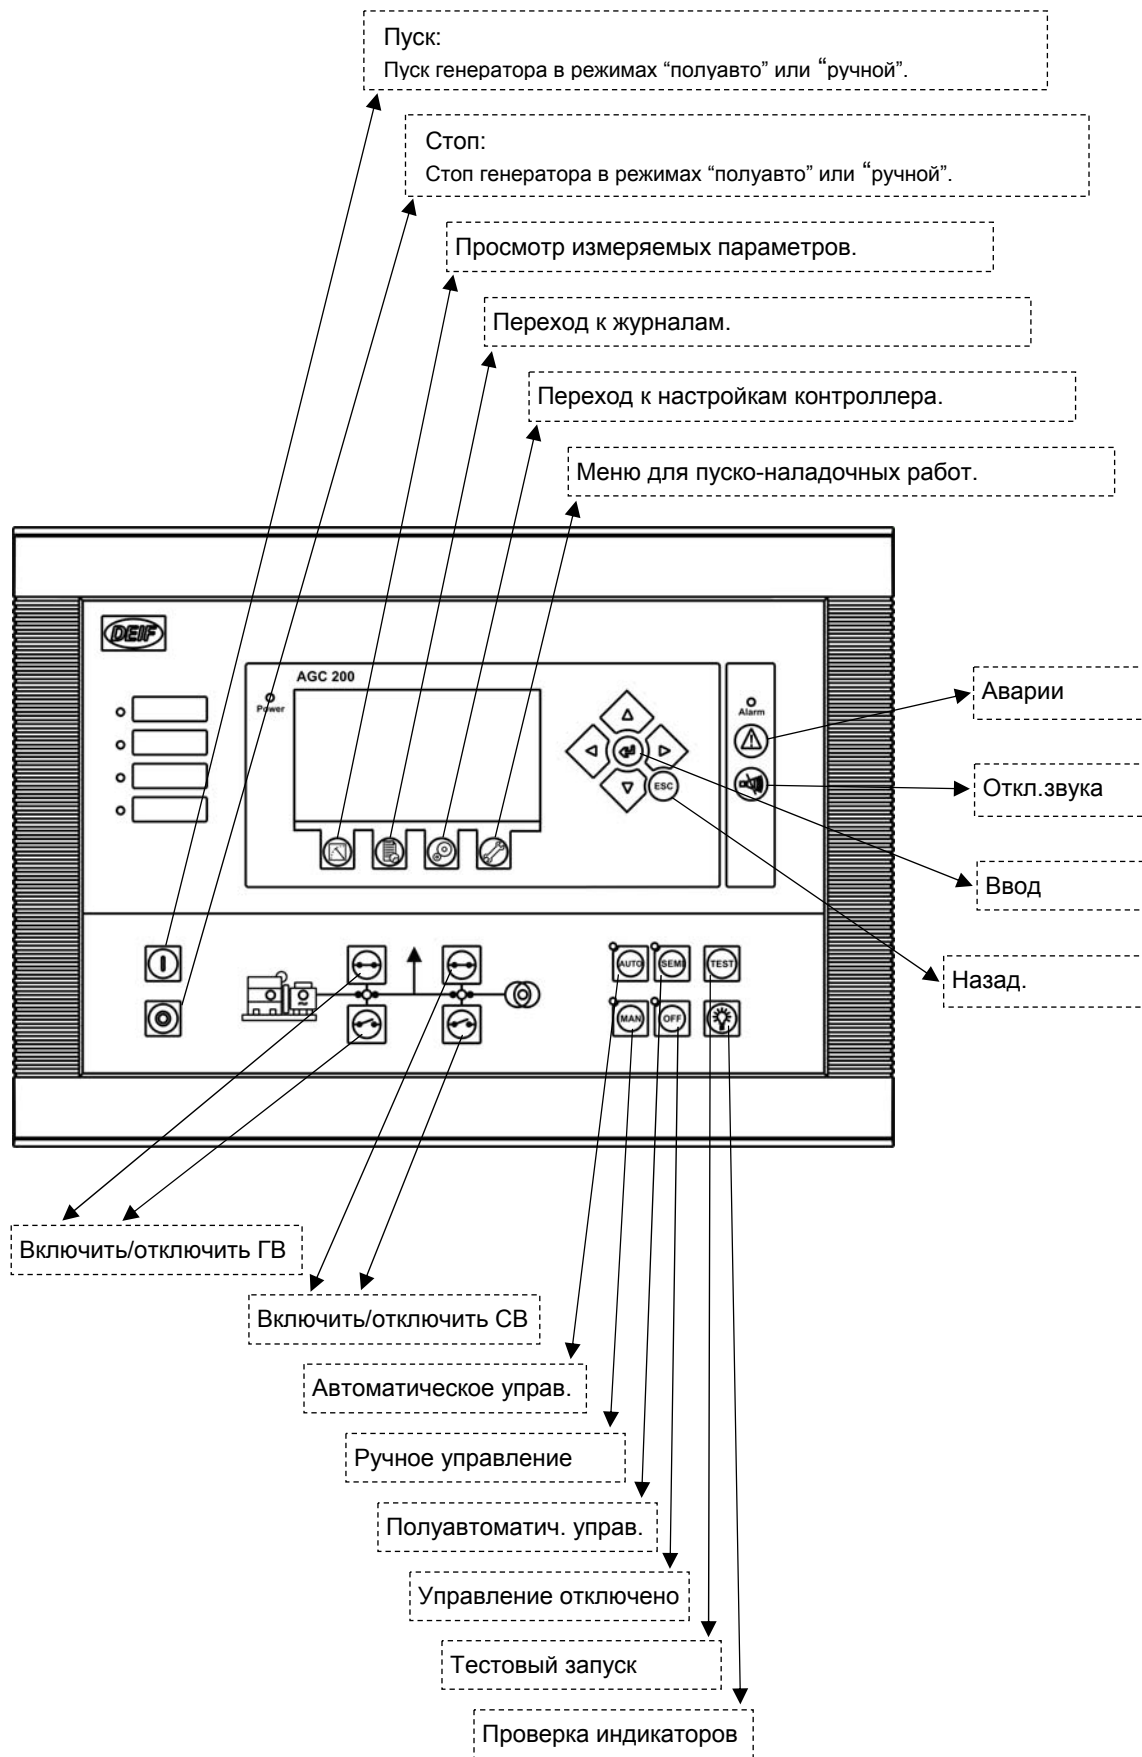 Пуск:
Пуск генератора в режимах “полуавто” или “ручной”.
Стоп:
Стоп генератора в режимах “полуавто” или “ручной”.
Просмотр измеряемых параметров.
Переход к журналам.
Переход к настройкам контроллера.
Меню для пуско-наладочных работ.
DEIF
AGC 200
Power
Alarm
ESC
Аварии
Откл.звука
Ввод
Назад.
AUTO
SEMI
TEST
MAN
OFF
Включить/отключить ГВ
Включить/отключить СВ
Автоматическое управ.
Ручное управление
Полуавтоматич. управ.
Управление отключено
Тестовый запуск
Проверка индикаторов